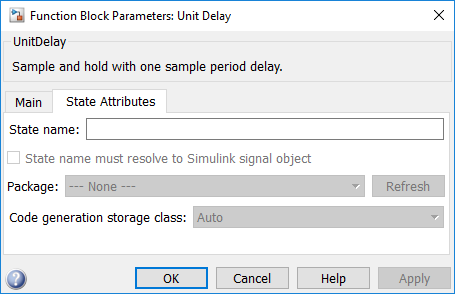 Function Block Parameters: Unit Delay
UnitDelay
Sample and hold with one sample period delay.
Main State Attributes
State name:
State name must resolve to Simulink signal object
Package: --- None --- Refresh
Code generation storage class: Auto
? OK Cancel Help Apply